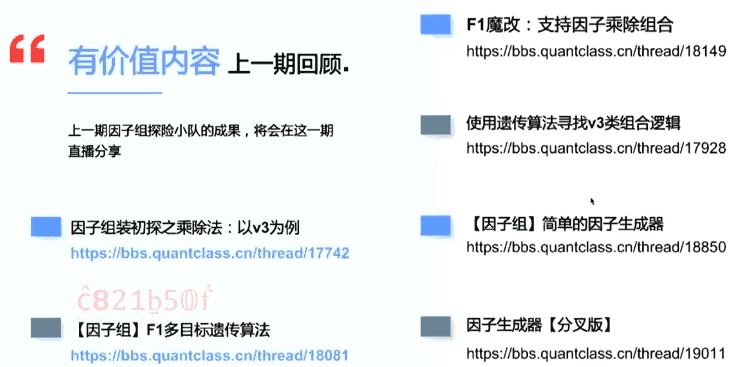 有价值内容 上一期回顾.
上一期因子组探险小队的成果，将会在这一期
直播分享
因子组装初探之乘除法：以v3为例
https://bbs.quantclass.cn/thread/17742
ĉ821ḇ5𝕆ḟ
【因子组】F1多目标遗传算法
https://bbs.quantclass.cn/thread/18081
F1魔改：支持因子乘除组合
https://bbs.quantclass.cn/thread/18149
使用遗传算法寻找v3类组合逻辑
https://bbs.quantclass.cn/thread/17928
【因子组】简单的因子生成器
https://bbs.quantclass.cn/thread/18850
因子生成器【分叉版】
https://bbs.quantclass.cn/thread/19011